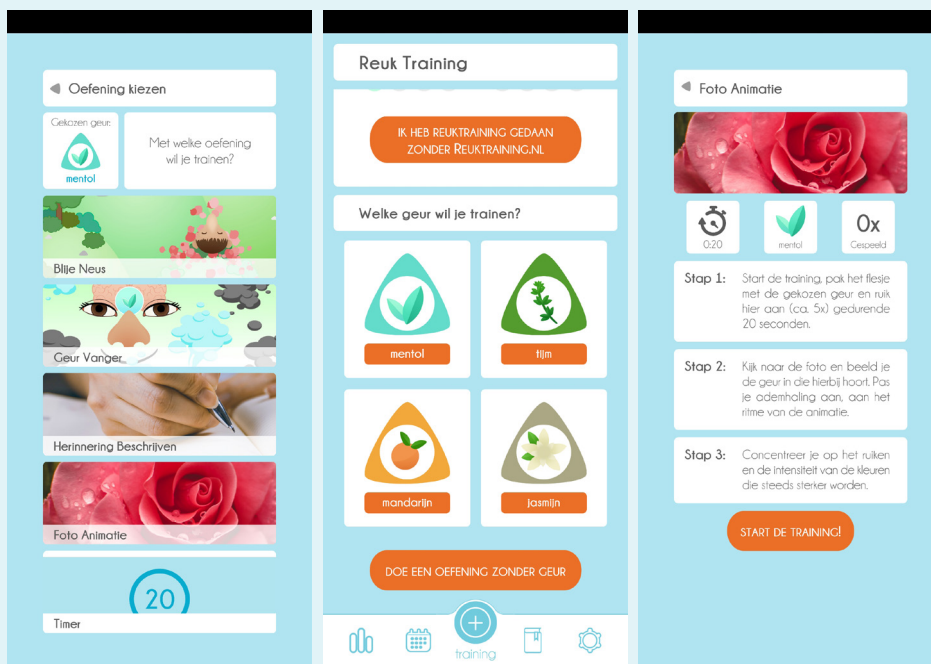 Oefening kiezen
Gekozen geur:
mentol
Met welke oefening
wil je trainen?
Blije Neus
Geur Vanger
Herinnering Beschrijven
Foto Animatie
20
Timer
Reuk Training
IK HEB REUKTRAINING GEDAAN
ZONDER REUKTRAINING.NL
Welke geur wil je trainen?
mentol
tijm
mandarijn
jasmijn
DOE EEN OEFENING ZONDER GEUR
training
Foto Animatie
0:20
mentol
0x
Gespeeld
Stap 1:
Start de training, pak het flesje
met de gekozen geur en ruik
hier aan (ca. 5x) gedurende
20 seconden.
Stap 2:
Kijk naar de foto en beeld je
de geur in die hierbij hoort. Pas
je ademhaling aan, aan het
ritme van de animatie.
Stap 3:
Concentreer je op het ruiken
en de intensiteit van de kleuren
die steeds sterker worden.
START DE TRAINING!